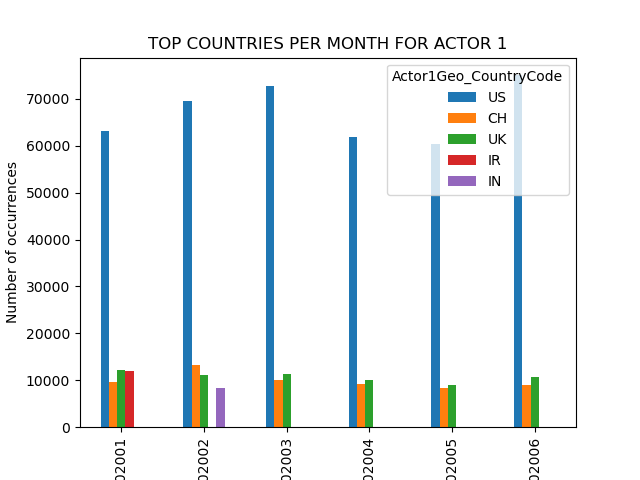 TOP COUNTRIES PER MONTH FOR ACTOR 1
Actor1Geo_CountryCode
US
CH
UK
IR
IN
Number of occurrences
70000
60000
50000
40000
30000
20000
10000
0
02001
02002
02003
02004
02005
02006